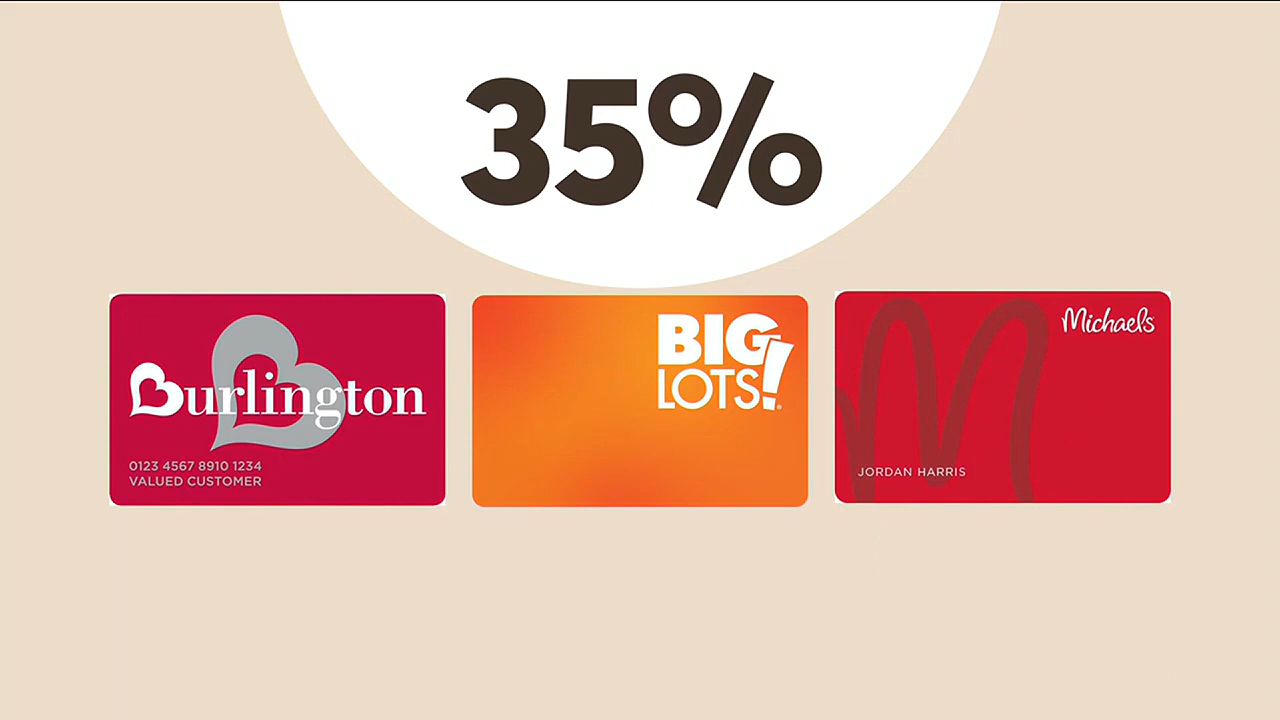 35%
Burlington
0123 4567 8910 1234
VALUED CUSTOMER
BIG
LOTS!
Michaels
JORDAN HARRIS